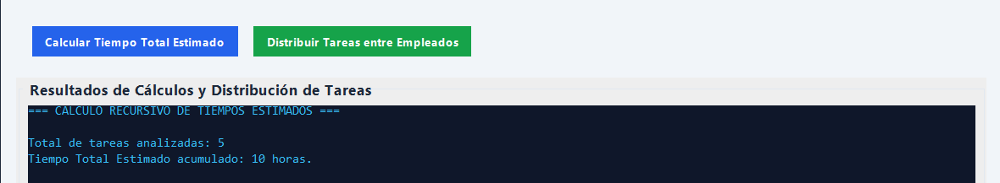 Calcular Tiempo Total Estimado
Distribuir Tareas entre Empleados
Resultados de Cálculos y Distribución de Tareas
=== CALCULO RECURSIVO DE TIEMPOS ESTIMADOS ===
Total de tareas analizadas: 5
Tiempo Total Estimado acumulado: 10 horas.